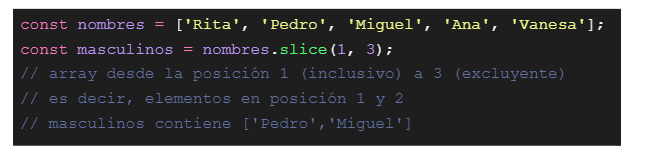 const nombres = ['Rita', 'Pedro', 'Miguel', 'Ana', 'Vanesa'];
const masculinos = nombres.slice(1, 3);
// array desde la posición 1 (inclusivo) a 3 (excluyente)
// es decir, elementos en posición 1 y 2
// masculinos contiene ['Pedro','Miguel']